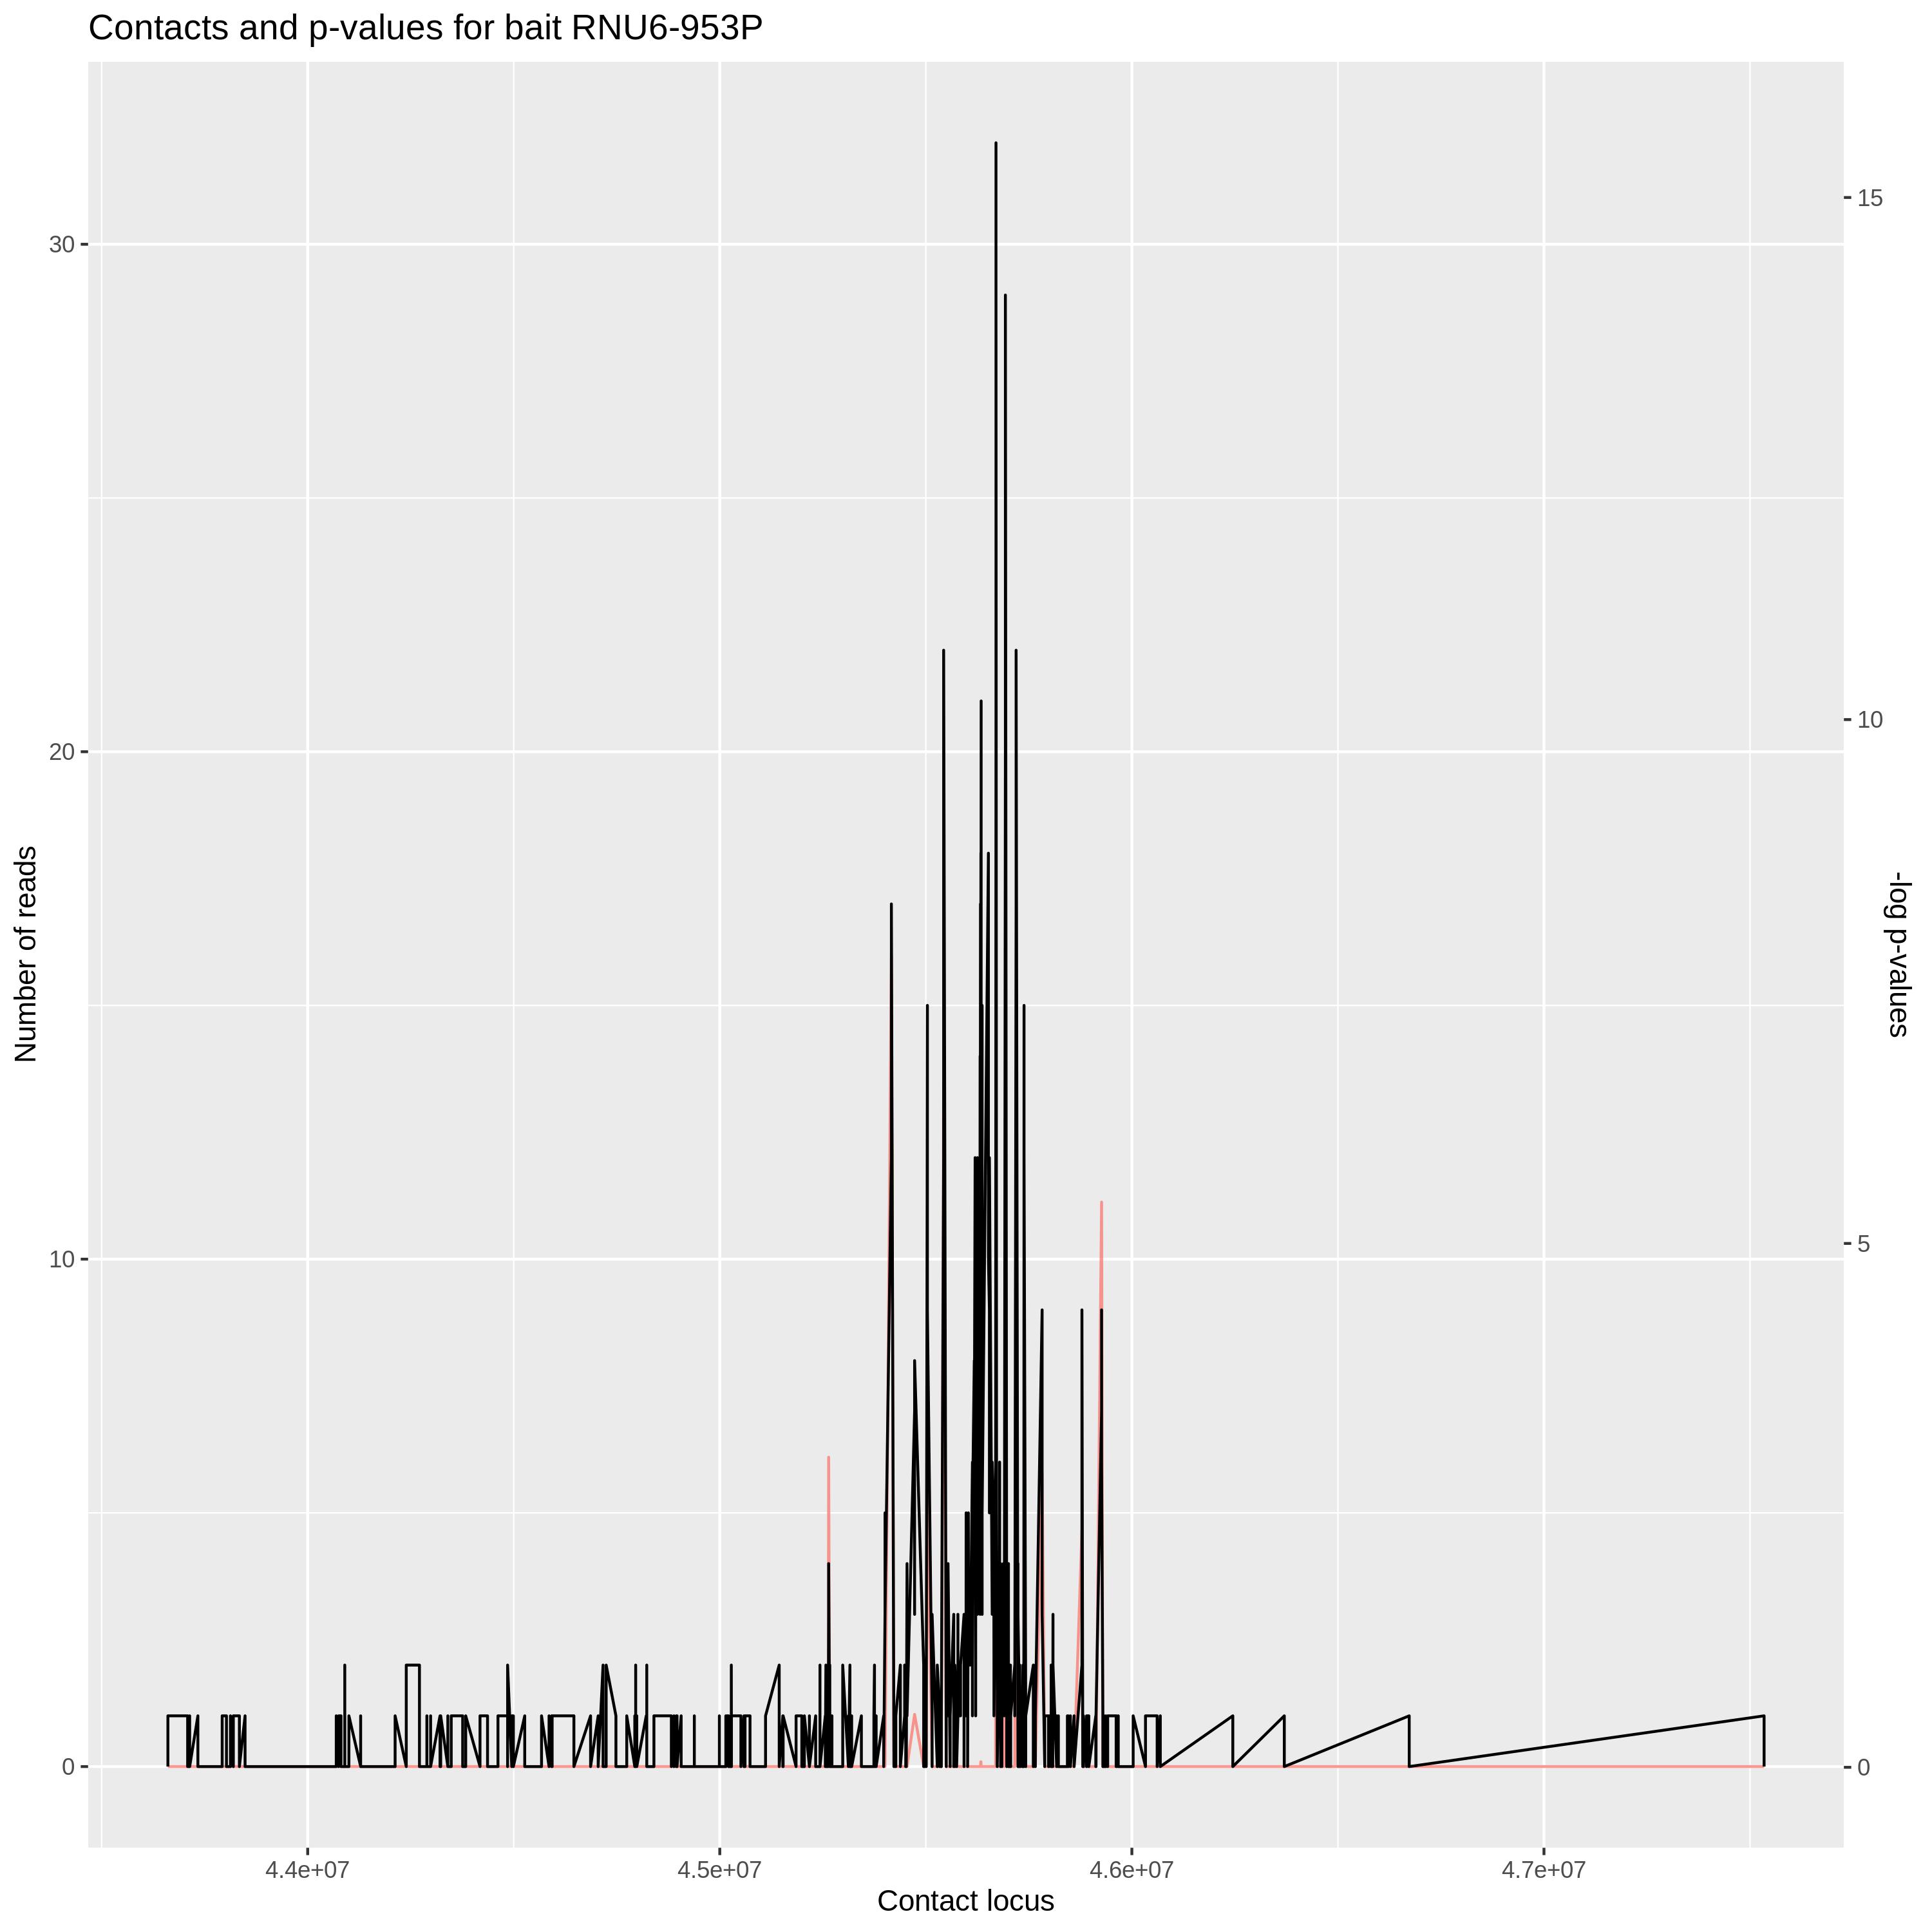 Contacts and p-values for bait RNU6-953P
30
20
10
0
Number of reads
15
10
5
0
-log p-values
4.4e+07
4.5e+07
4.6e+07
4.7e+07
Contact locus